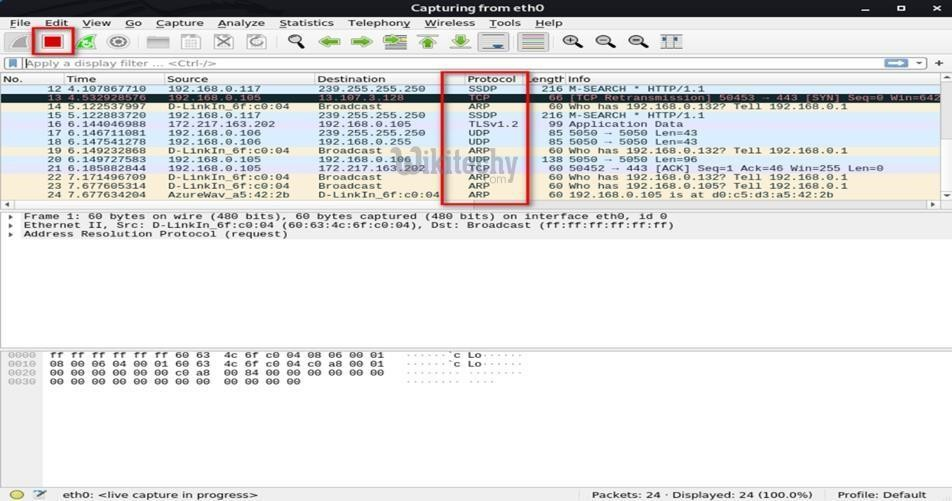 Capturing from eth0
File Edit View Go Capture Analyze Statistics Telephony Wireless Tools Help
Apply a display filter ... <Ctrl-/>
No. Time Source Destination Protocol Length Info
12 4.107867710 192.168.0.117 239.255.255.250 SSDP 216 M-SEARCH * HTTP/1.1
13 4.532928576 192.168.0.105 13.107.3.128 TCP 66 [TCP Retransmission] 50453 → 443 [SYN] Seq=0 Win=642
14 5.122537997 D-LinkIn_6f:c0:04 Broadcast ARP 60 Who has 192.168.0.132? Tell 192.168.0.1
15 5.122883720 192.168.0.117 239.255.255.250 SSDP 216 M-SEARCH * HTTP/1.1
16 6.144046988 172.217.163.202 192.168.0.105 TLSv1.2 99 Application Data
17 6.146711081 192.168.0.106 239.255.255.250 UDP 85 5050 → 5050 Len=43
18 6.147541278 192.168.0.106 192.168.0.255 UDP 85 5050 → 5050 Len=43
19 6.149232868 D-LinkIn_6f:c0:04 Broadcast ARP 60 Who has 192.168.0.132? Tell 192.168.0.1
20 6.149727583 192.168.0.105 192.168.0.106 UDP 138 5050 → 5050 Len=96
21 6.185882844 192.168.0.105 172.217.163.202 TCP 60 50452 → 443 [ACK] Seq=1 Ack=46 Win=255 Len=0
22 7.171496709 D-LinkIn_6f:c0:04 Broadcast ARP 60 Who has 192.168.0.132? Tell 192.168.0.1
23 7.677605314 D-LinkIn_6f:c0:04 Broadcast ARP 60 Who has 192.168.0.105? Tell 192.168.0.1
24 7.677634204 AzureWav_a5:42:2b D-LinkIn_6f:c0:04 ARP 60 192.168.0.105 is at d0:c5:d3:a5:42:2b
Wikitechy
.com
Frame 1: 60 bytes on wire (480 bits), 60 bytes captured (480 bits) on interface eth0, id 0
Ethernet II, Src: D-LinkIn_6f:c0:04 (60:63:4c:6f:c0:04), Dst: Broadcast (ff:ff:ff:ff:ff:ff)
Address Resolution Protocol (request)
0000 ff ff ff ff ff ff 60 63 4c 6f c0 04 08 06 00 01 ······`c Lo······
0010 08 00 06 04 00 01 60 63 4c 6f c0 04 c0 a8 00 01 ······`c Lo······
0020 00 00 00 00 00 00 c0 a8 00 84 00 00 00 00 00 00 ········ ········
0030 00 00 00 00 00 00 00 00 00 00 00 00 ········ ····
eth0: <live capture in progress> Packets: 24 · Displayed: 24 (100.0%) Profile: Default